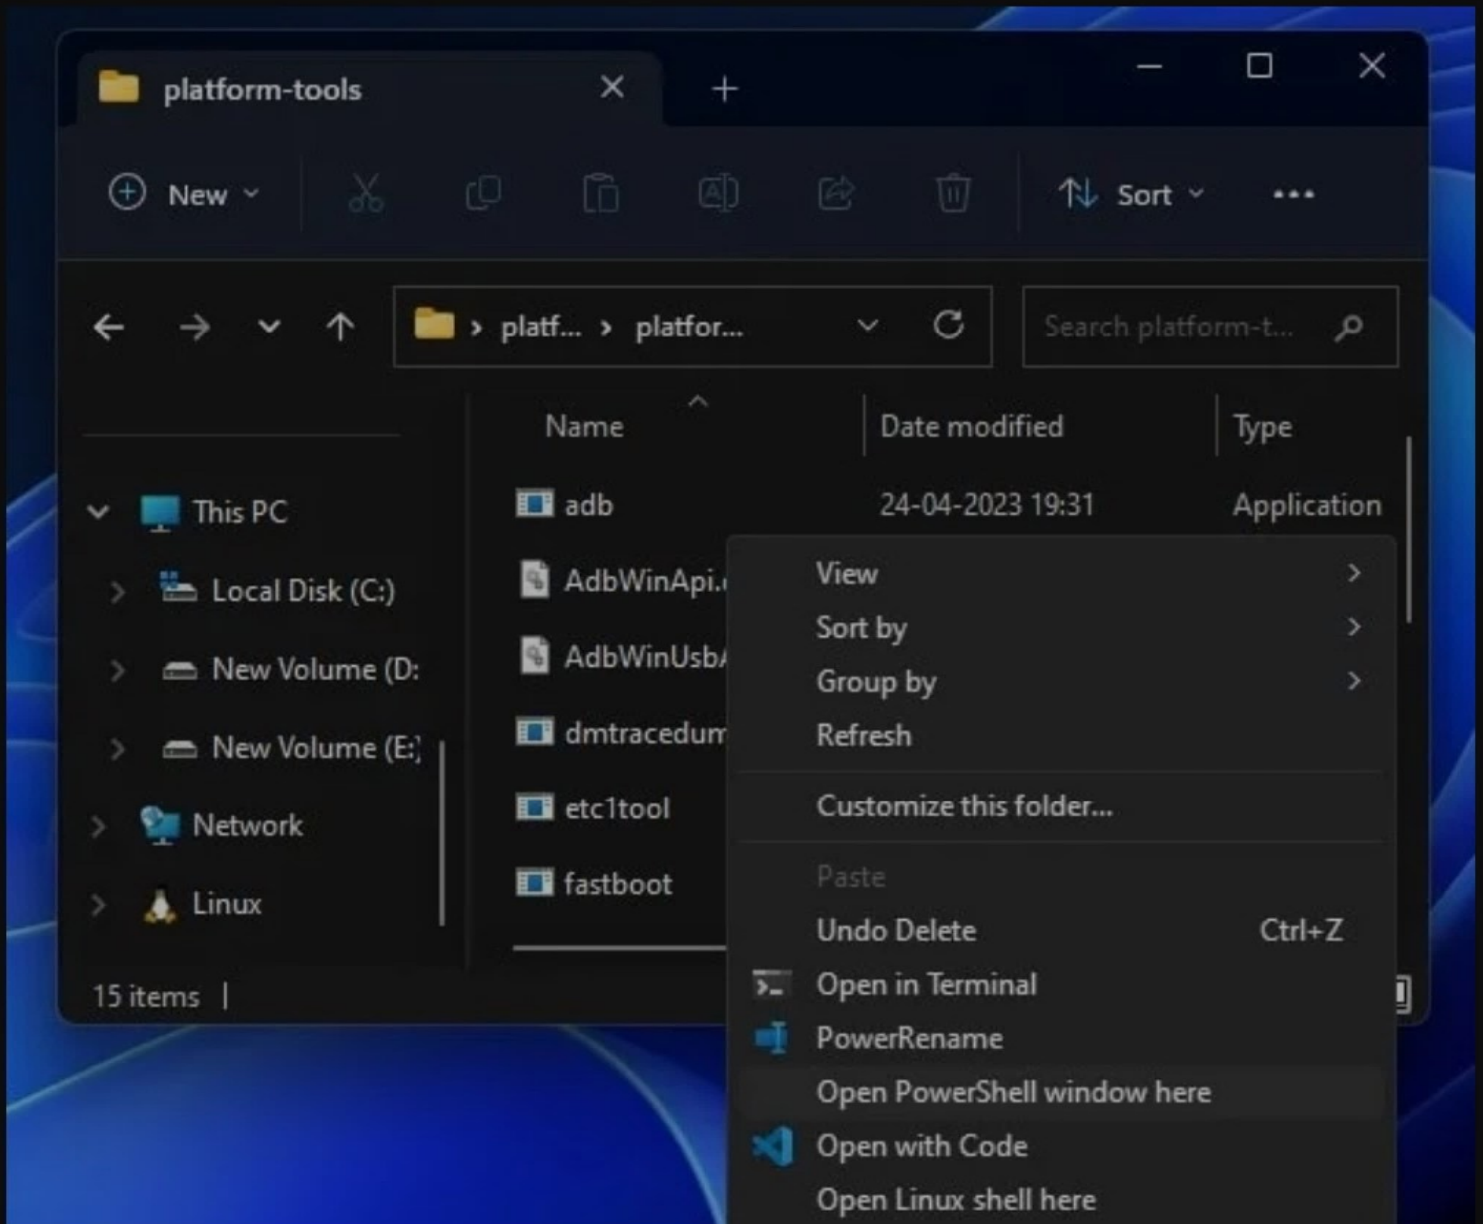 platform-tools
New
Sort
platf... platfor...
Search platform-t...
Name Date modified Type
This PC
Local Disk (C:)
New Volume (D:
New Volume (E:)
Network
Linux
adb 24-04-2023 19:31 Application
AdbWinApi.
AdbWinUsbA
dmtracedum
etc1tool
fastboot
15 items
View
Sort by
Group by
Refresh
Customize this folder...
Paste
Undo Delete Ctrl+Z
Open in Terminal
PowerRename
Open PowerShell window here
Open with Code
Open Linux shell here